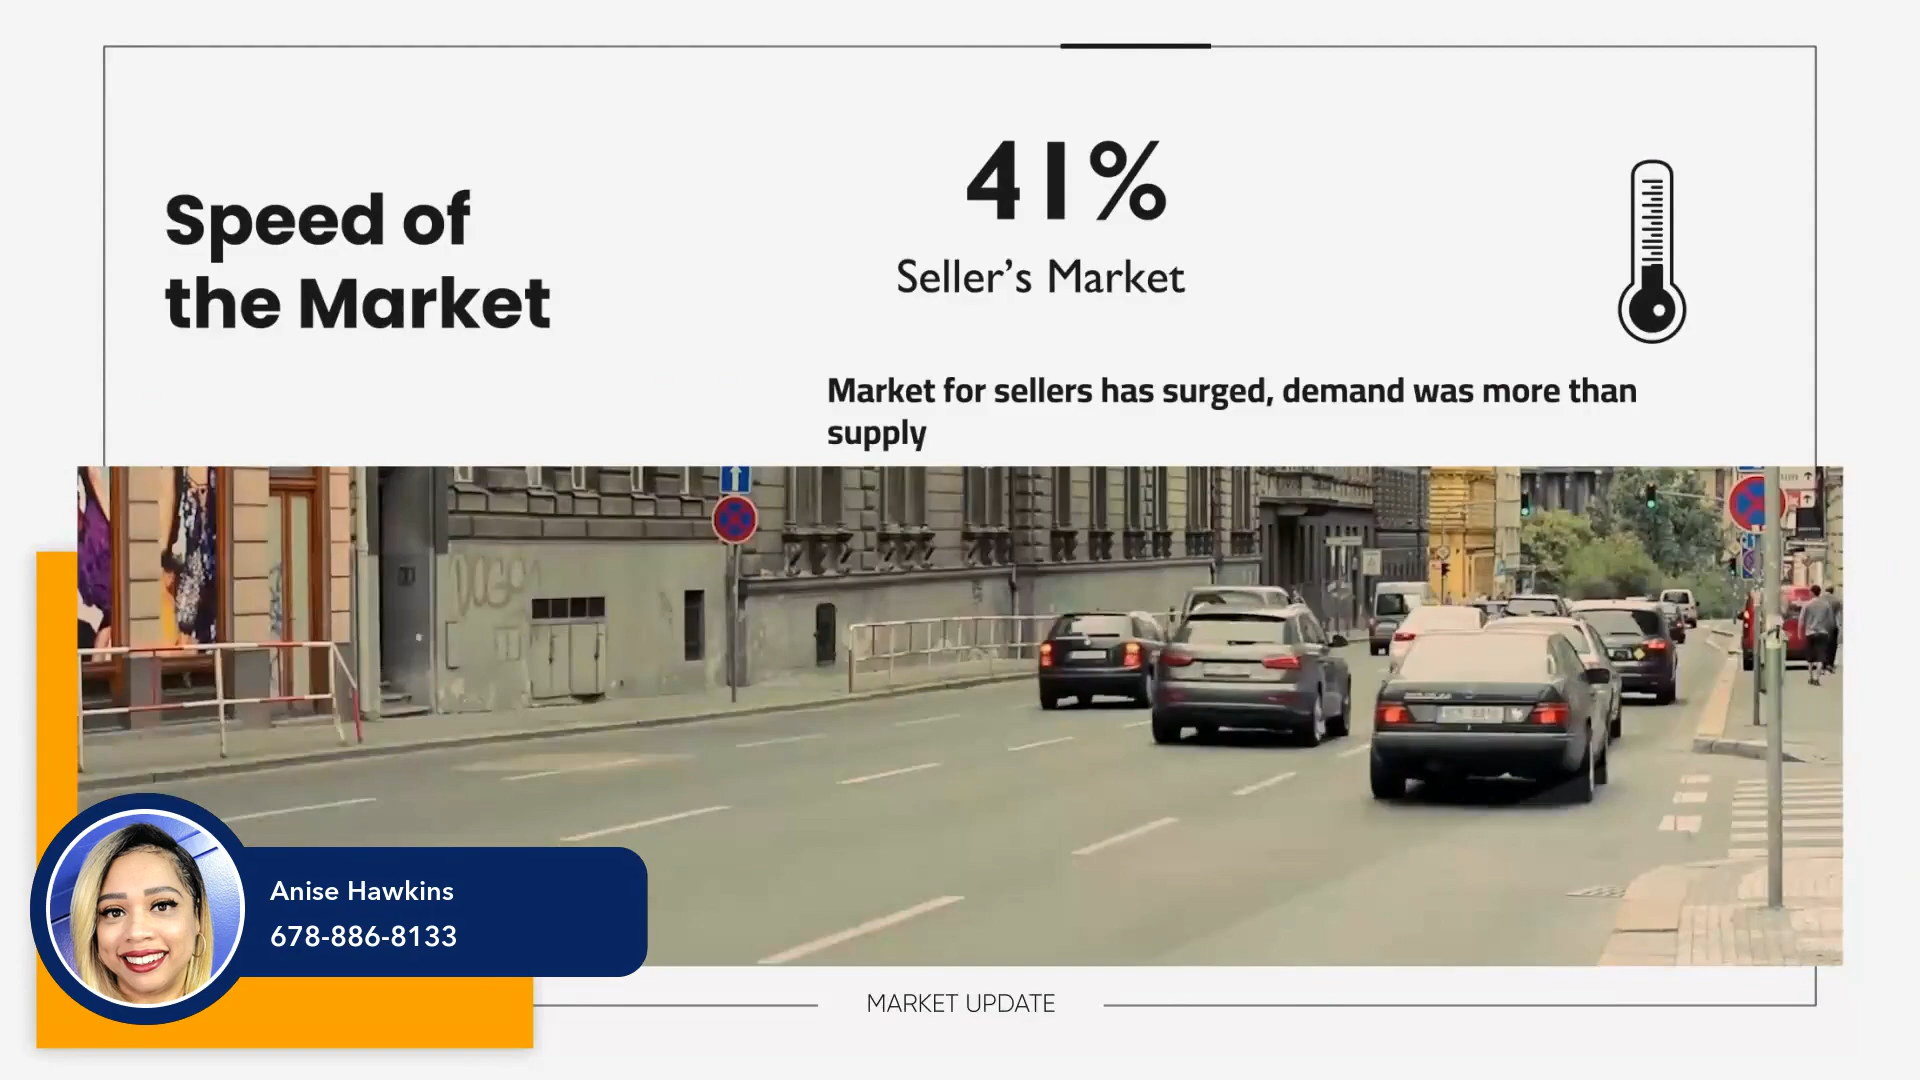 Speed of
the Market
41%
Seller's Market
Market for sellers has surged, demand was more than
supply
Anise Hawkins
678-886-8133
MARKET UPDATE